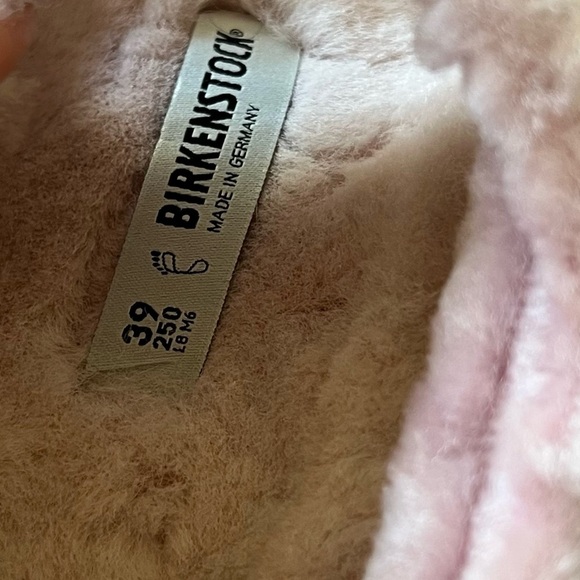 BIRKENSTOCK®
MADE IN GERMANY
39
250
L8 M6